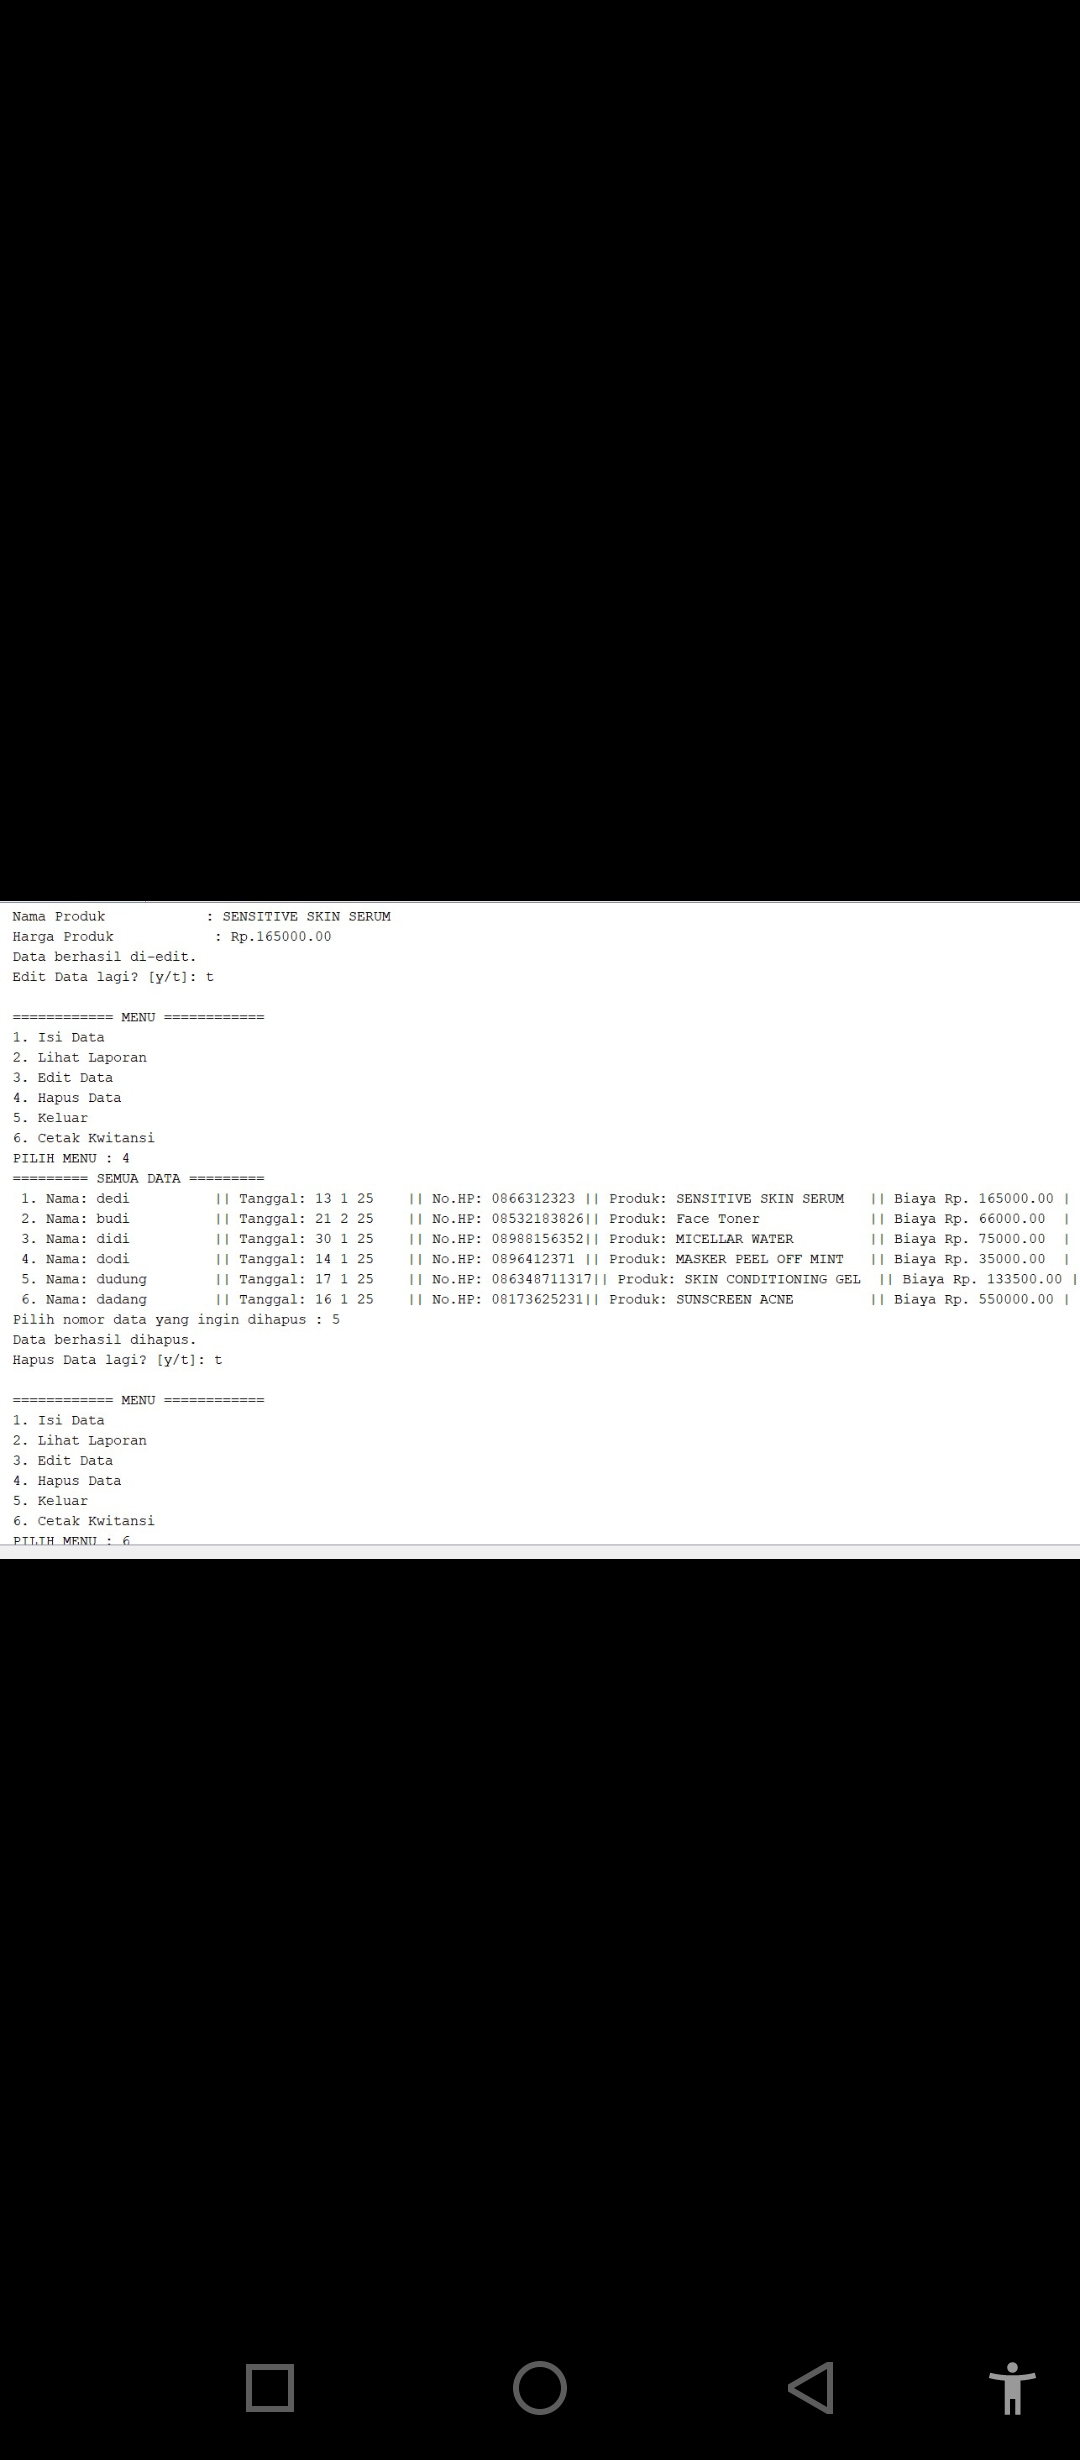 Nama Produk            : SENSITIVE SKIN SERUM
Harga Produk            : Rp.165000.00
Data berhasil di-edit.
Edit Data lagi? [y/t]: t
============ MENU ============
1. Isi Data
2. Lihat Laporan
3. Edit Data
4. Hapus Data
5. Keluar
6. Cetak Kwitansi
PILIH MENU : 4
========= SEMUA DATA =========
1. Nama: dedi          || Tanggal: 13 1 25    || No.HP: 0866312323 || Produk: SENSITIVE SKIN SERUM   || Biaya Rp. 165000.00 |
2. Nama: budi          || Tanggal: 21 2 25    || No.HP: 08532183826|| Produk: Face Toner             || Biaya Rp. 66000.00  |
3. Nama: didi          || Tanggal: 30 1 25    || No.HP: 08988156352|| Produk: MICELLAR WATER         || Biaya Rp. 75000.00  |
4. Nama: dodi          || Tanggal: 14 1 25    || No.HP: 0896412371 || Produk: MASKER PEEL OFF MINT   || Biaya Rp. 35000.00  |
5. Nama: dudung        || Tanggal: 17 1 25    || No.HP: 086348711317|| Produk: SKIN CONDITIONING GEL  || Biaya Rp. 133500.00 |
6. Nama: dadang        || Tanggal: 16 1 25    || No.HP: 08173625231|| Produk: SUNSCREEN ACNE         || Biaya Rp. 550000.00 |
Pilih nomor data yang ingin dihapus : 5
Data berhasil dihapus.
Hapus Data lagi? [y/t]: t
============ MENU ============
1. Isi Data
2. Lihat Laporan
3. Edit Data
4. Hapus Data
5. Keluar
6. Cetak Kwitansi
PILIH MENU : 6